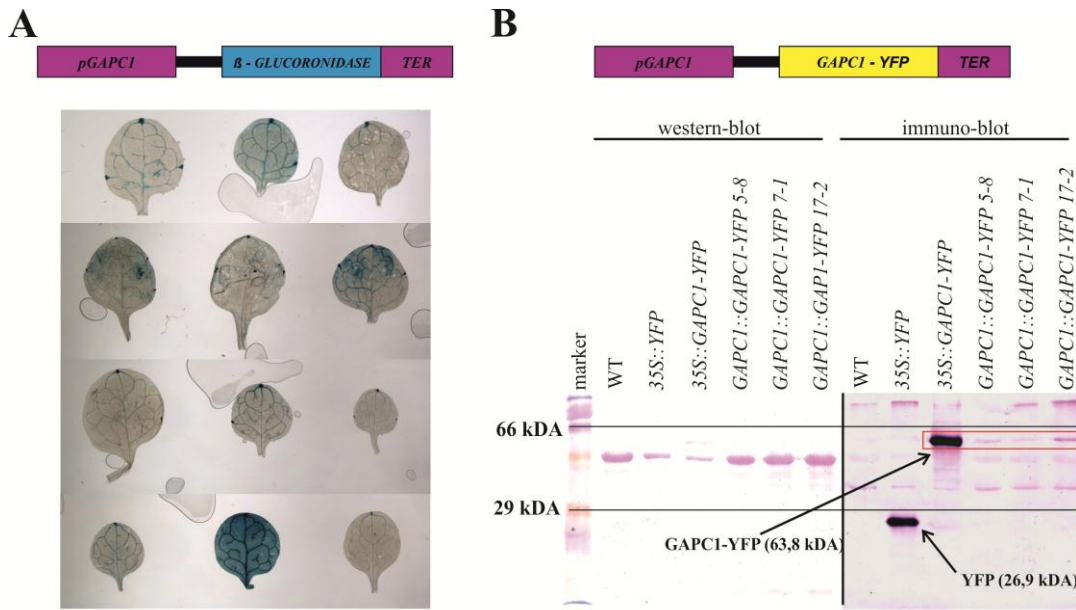 A
pGAPC1
ß - GLUCORONIDASE
TER
B
pGAPC1
GAPC1 - YFP
TER
western-blot
immuno-blot
marker
WT
35S::YFP
35S::GAPC1-YFP
GAPC1::GAPC1-YFP 5-8
GAPC1::GAPC1-YFP 7-1
GAPC1::GAP1-YFP 17-2
WT
35S::YFP
35S::GAPC1-YFP
GAPC1::GAPC1-YFP 5-8
GAPC1::GAPC1-YFP 7-1
GAPC1::GAPC1-YFP 17-2
66 kDA
29 kDA
GAPC1-YFP (63,8 kDA)
YFP (26,9 kDA)